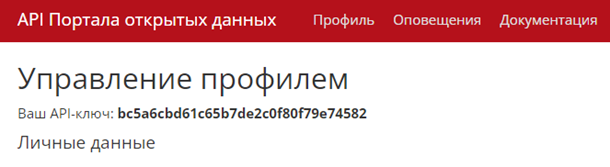 API Портала открытых данных Профиль Оповещения Документация
Управление профилем
Ваш API-ключ: bc5a6cbd61c65b7de2c0f80f79e74582
Личные данные